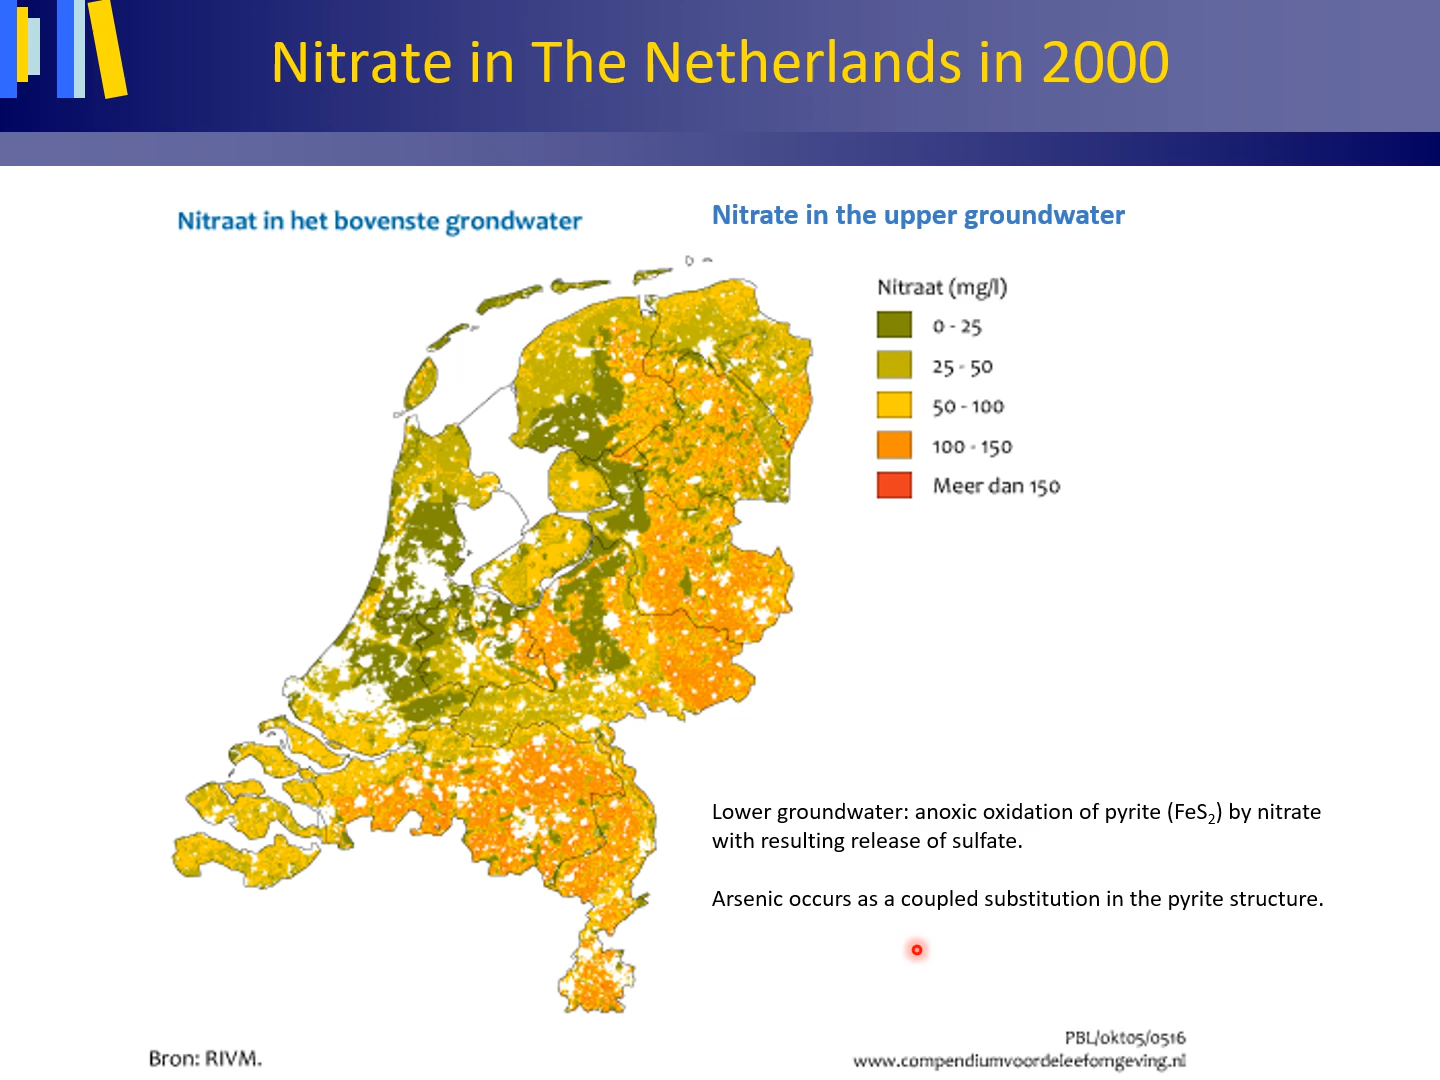 Nitrate in The Netherlands in 2000
Nitraat in het bovenste grondwater
Nitrate in the upper groundwater
Nitraat (mg/l)
0 - 25
25 - 50
50 - 100
100 - 150
Meer dan 150
Lower groundwater: anoxic oxidation of pyrite (FeS₂) by nitrate
with resulting release of sulfate.
Arsenic occurs as a coupled substitution in the pyrite structure.
PBL/okt05/0516
Bron: RIVM.
www.compendiumvoordeleefomgeving.nl